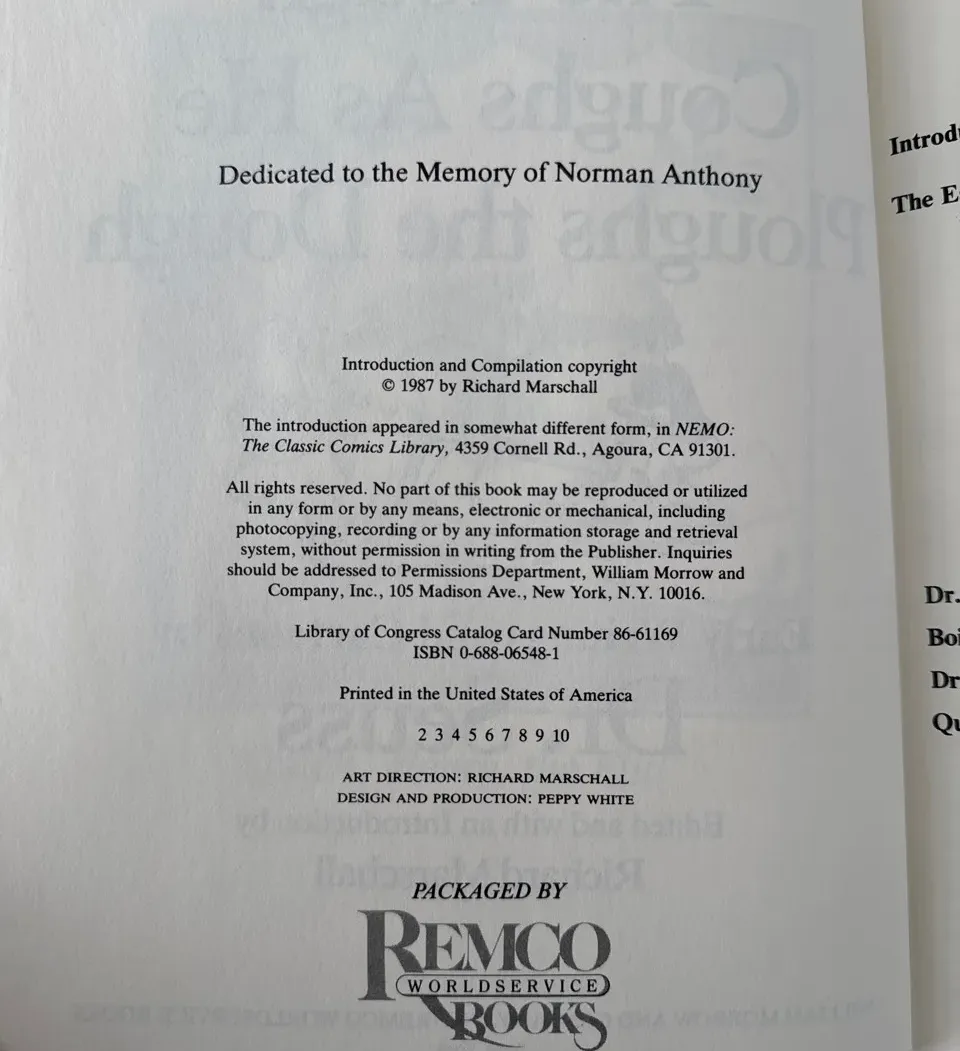 Dedicated to the Memory of Norman Anthony
Introduction and Compilation copyright
© 1987 by Richard Marschall
The introduction appeared in somewhat different form, in NEMO:
The Classic Comics Library, 4359 Cornell Rd., Agoura, CA 91301.
All rights reserved. No part of this book may be reproduced or utilized
in any form or by any means, electronic or mechanical, including
photocopying, recording or by any information storage and retrieval
system, without permission in writing from the Publisher. Inquiries
should be addressed to Permissions Department, William Morrow and
Company, Inc., 105 Madison Ave., New York, N.Y. 10016.
Library of Congress Catalog Card Number 86-61169
ISBN 0-688-06548-1
Printed in the United States of America
2 3 4 5 6 7 8 9 10
ART DIRECTION: RICHARD MARSCHALL
DESIGN AND PRODUCTION: PEPPY WHITE
PACKAGED BY
REMCO
WORLDSERVICE
BOOKS
The
Dr.